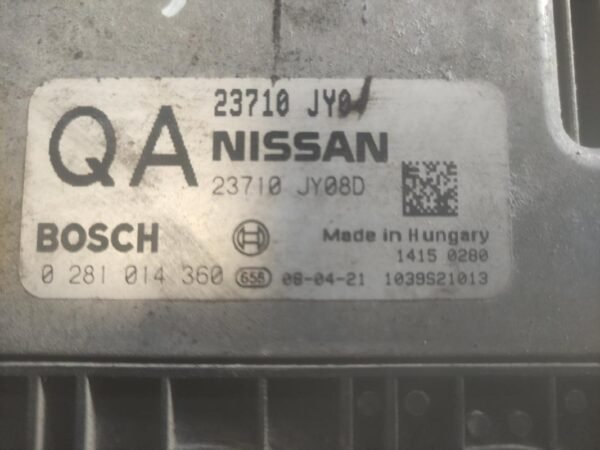 23710 JY0
QA NISSAN
23710 JY08D
BOSCH
Made in Hungary
1415 0280
0 281 014 360 658 08-04-21 1039S21013